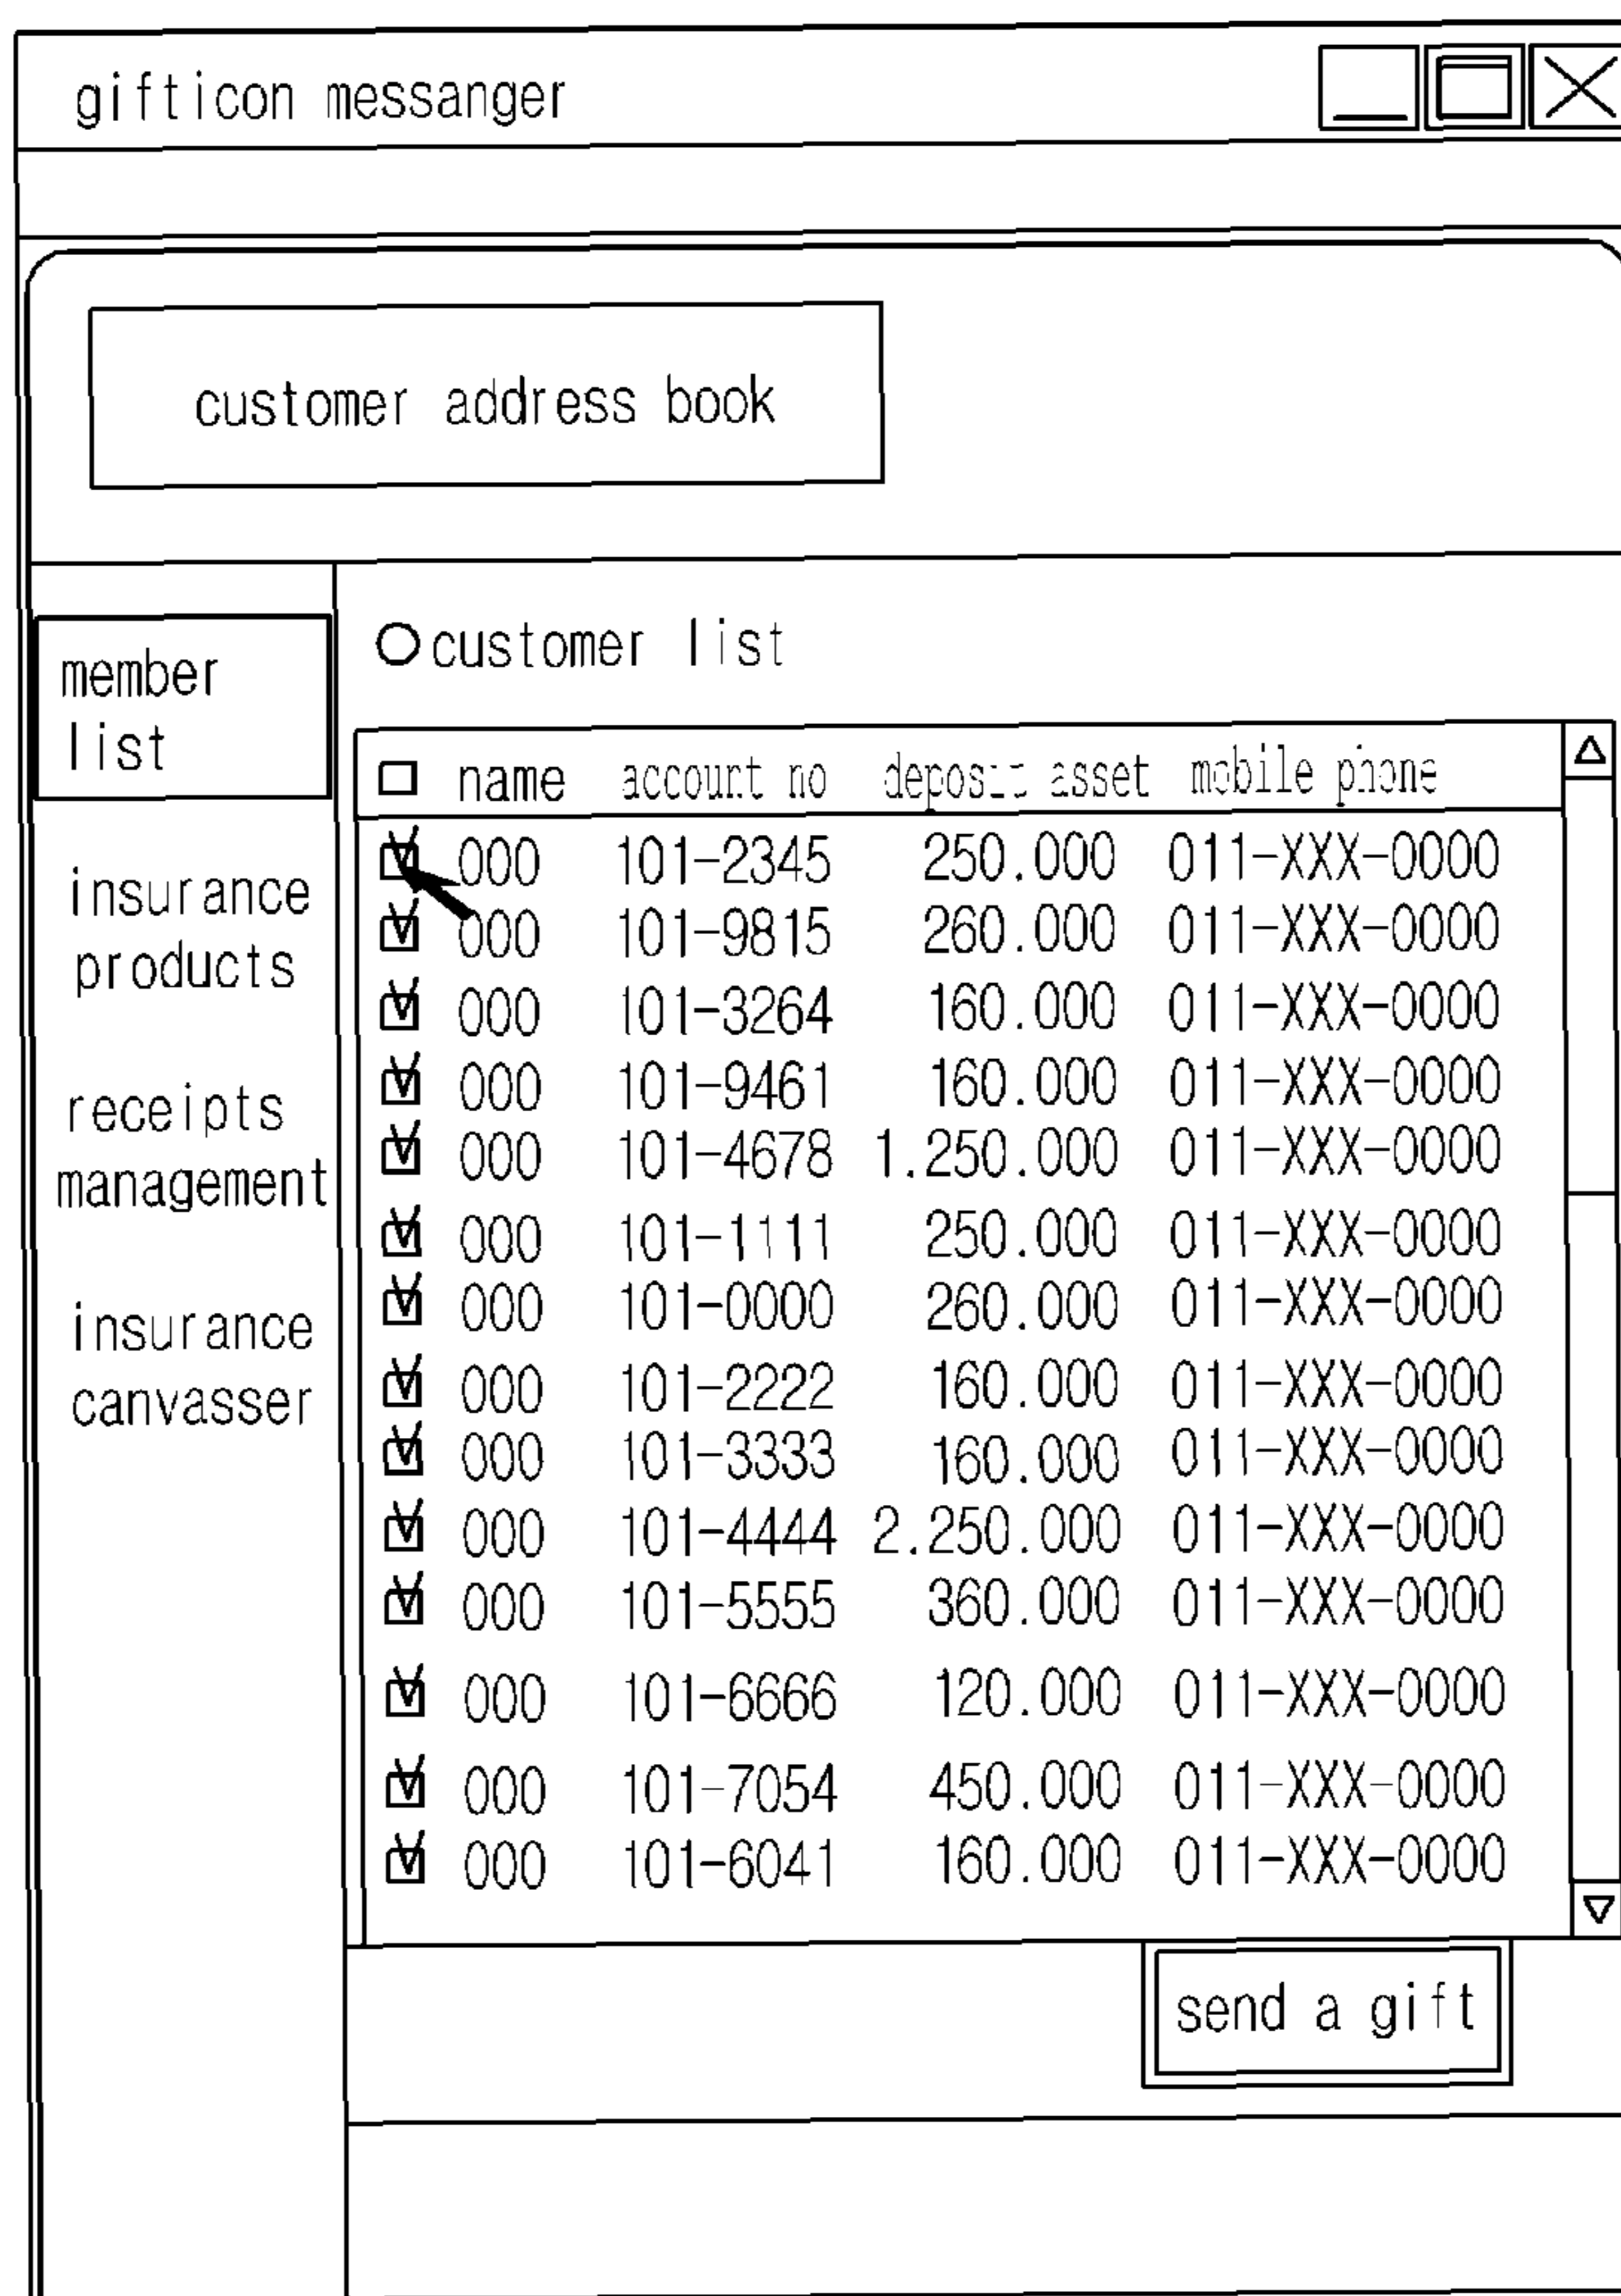 gifticon messanger
customer address book
member
list
insurance
products
receipts
management
insurance
canvasser
customer list
name account no deposit asset mobile phone
000 101-2345 250.000 011-XXX-0000
000 101-9815 260.000 011-XXX-0000
000 101-3264 160.000 011-XXX-0000
000 101-9461 160.000 011-XXX-0000
000 101-4678 1.250.000 011-XXX-0000
000 101-1111 250.000 011-XXX-0000
000 101-0000 260.000 011-XXX-0000
000 101-2222 160.000 011-XXX-0000
000 101-3333 160.000 011-XXX-0000
000 101-4444 2.250.000 011-XXX-0000
000 101-5555 360.000 011-XXX-0000
000 101-6666 120.000 011-XXX-0000
000 101-7054 450.000 011-XXX-0000
000 101-6041 160.000 011-XXX-0000
send a gift